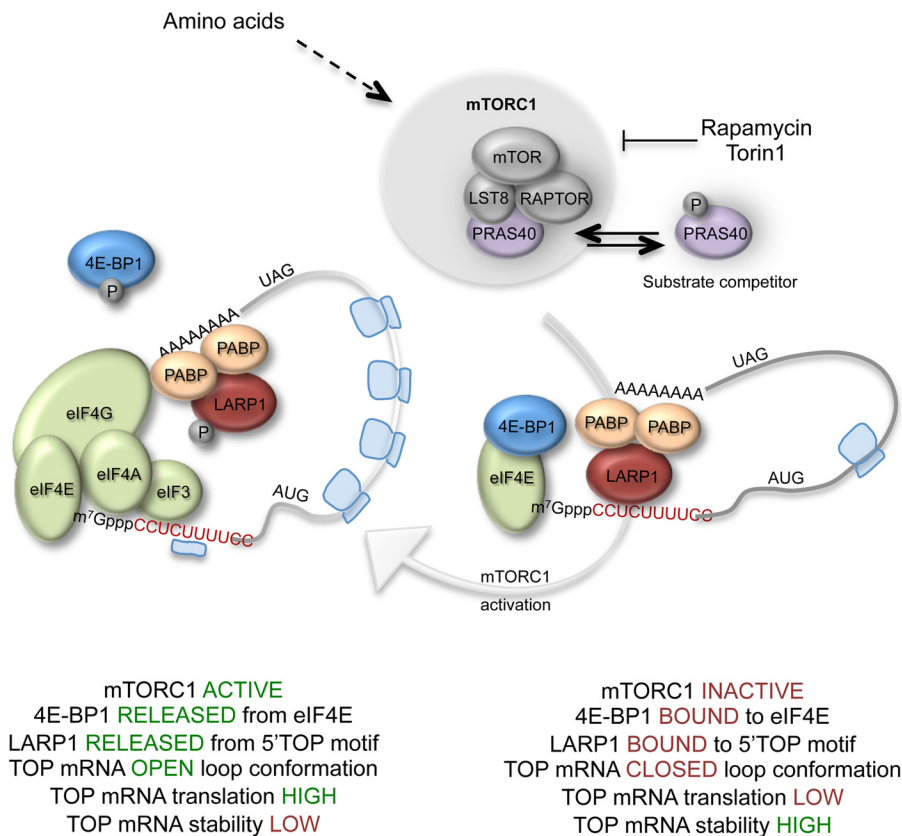 Amino acids
mTORC1
mTOR
LST8
RAPTOR
PRAS40
Rapamycin
Torin1
P
PRAS40
Substrate competitor
4E-BP1
P
UAG
AAAAAAAA
PABP
PABP
LARP1
P
eIF4G
eIF4E
eIF4A
eIF3
m⁷GpppCCUCUUUUCC
AUG
UAG
AAAAAAAA
4E-BP1
PABP
PABP
eIF4E
LARP1
m⁷GpppCCUCUUUUCC
AUG
mTORC1
activation
mTORC1 ACTIVE
4E-BP1 RELEASED from eIF4E
LARP1 RELEASED from 5'TOP motif
TOP mRNA OPEN loop conformation
TOP mRNA translation HIGH
TOP mRNA stability LOW
mTORC1 INACTIVE
4E-BP1 BOUND to eIF4E
LARP1 BOUND to 5'TOP motif
TOP mRNA CLOSED loop conformation
TOP mRNA translation LOW
TOP mRNA stability HIGH